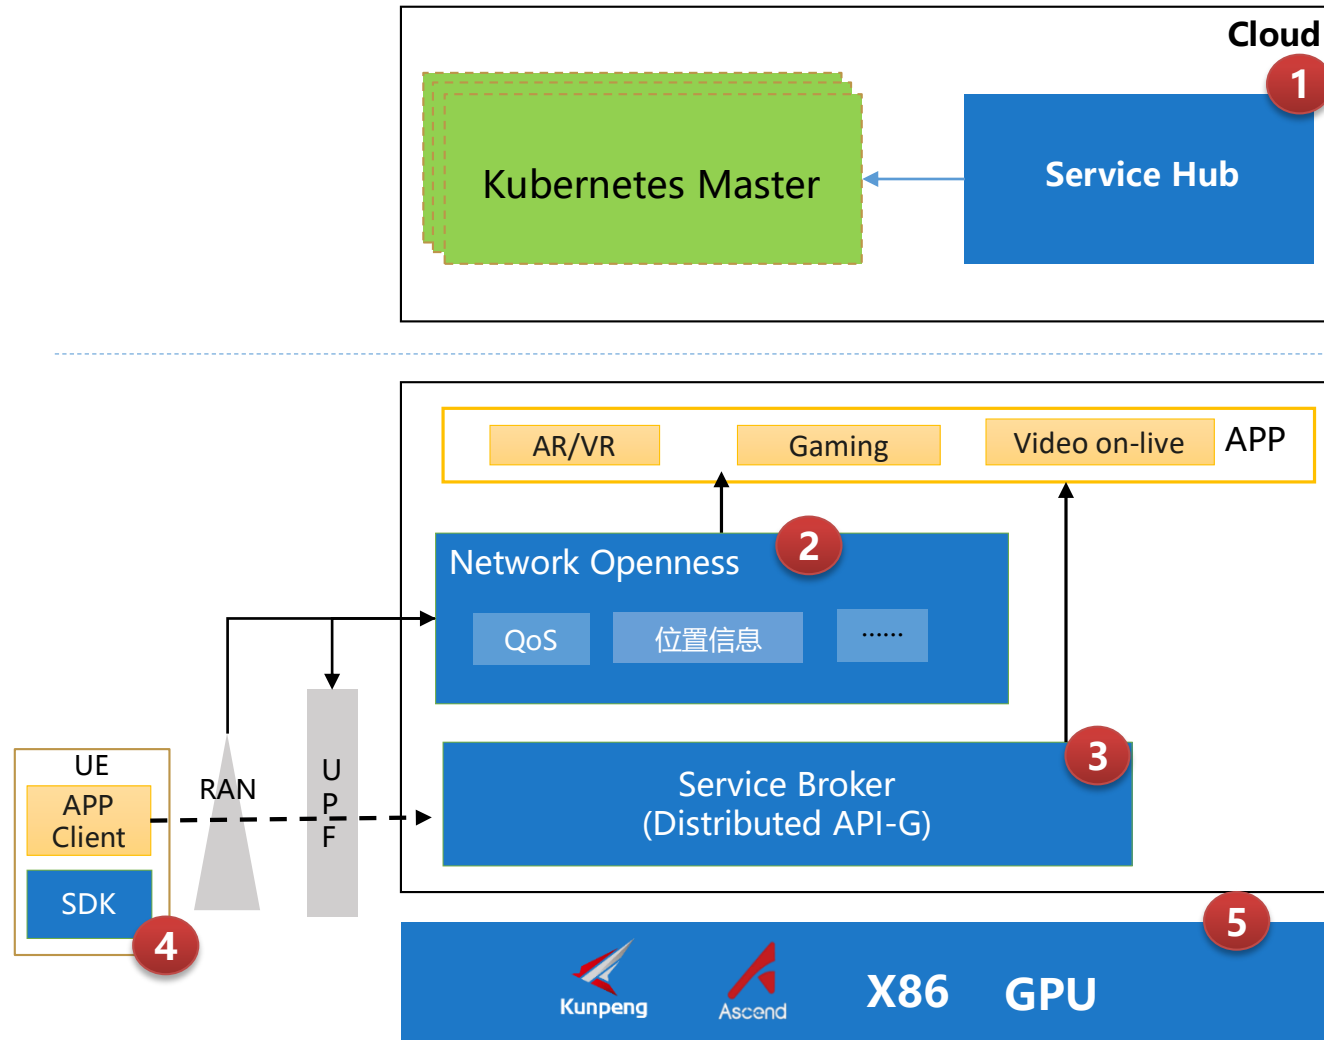 Cloud
1
Kubernetes Master
Service Hub
AR/VR
Gaming
Video on-live
APP
2
Network Openness
QoS
位置信息
······
3
Service Broker
(Distributed API-G)
UE
APP
Client
SDK
4
RAN
U
P
F
5
Kunpeng
Ascend
X86
GPU